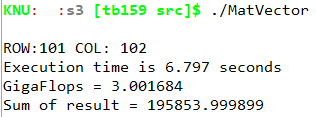 KNU: :s3 [tb159 src]$ ./MatVector
ROW:101 COL: 102
Execution time is 6.797 seconds
GigaFlops = 3.001684
Sum of result = 195853.999899